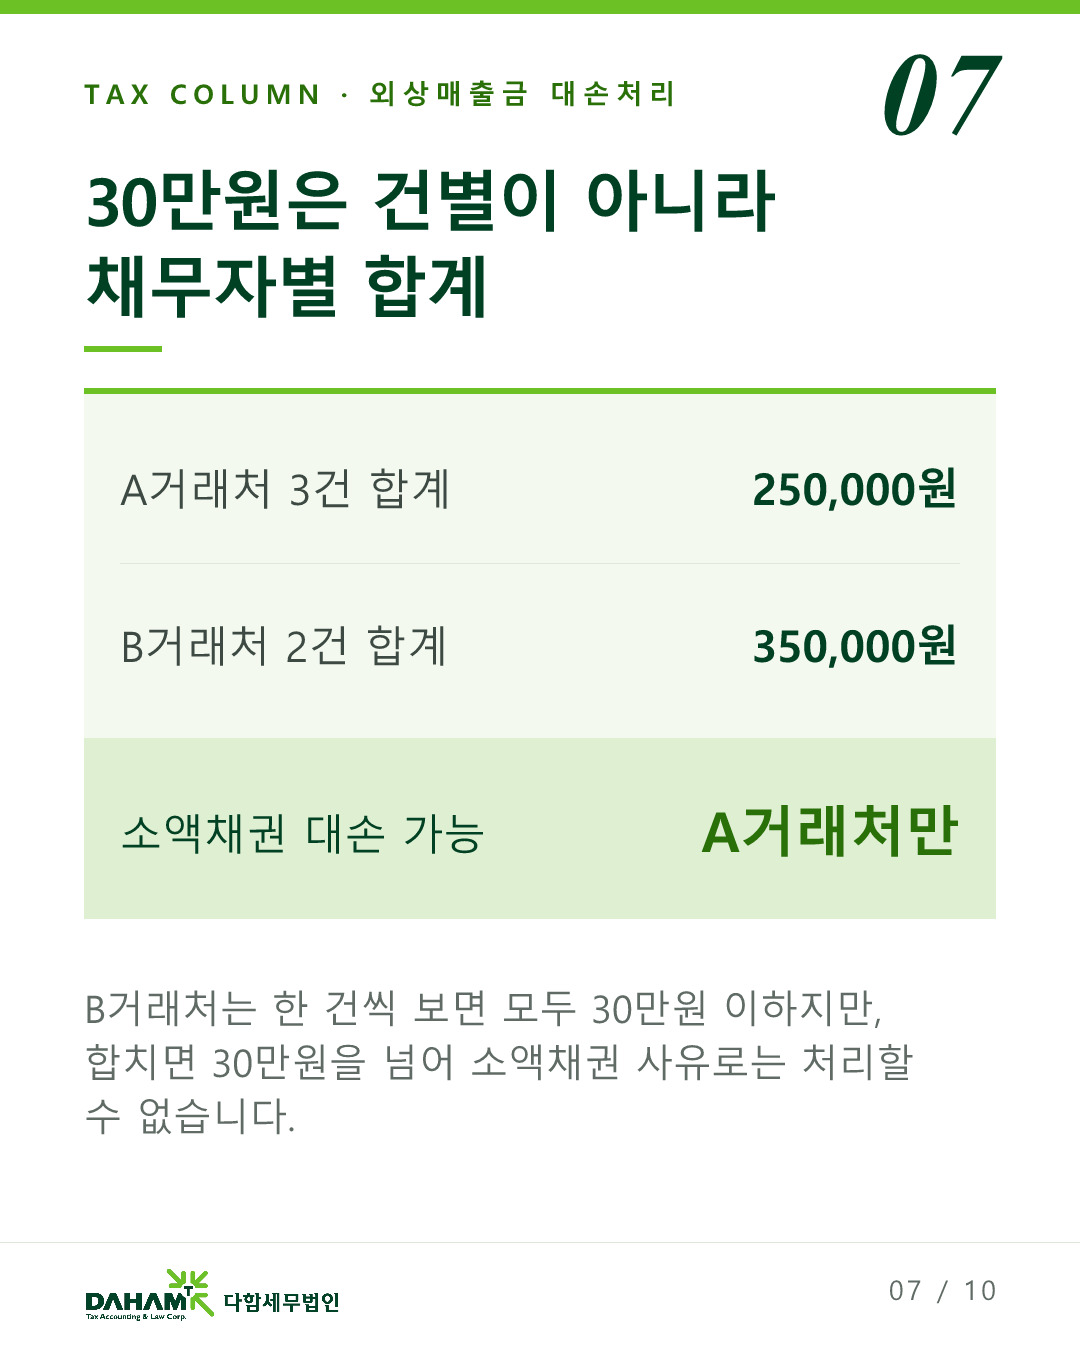 TAX COLUMN · 외상매출금 대손처리
07
30만원은 건별이 아니라
채무자별 합계
A거래처 3건 합계 250,000원
B거래처 2건 합계 350,000원
소액채권 대손 가능 A거래처만
B거래처는 한 건씩 보면 모두 30만원 이하지만,
합치면 30만원을 넘어 소액채권 사유로는 처리할
수 없습니다.
DAHAM T 다함세무법인
Tax Accounting & Law Corp.
07 / 10